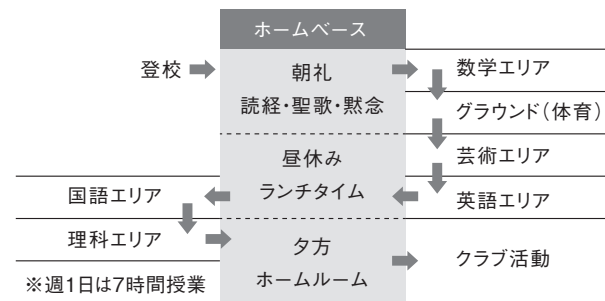 ホームベース
登校
朝礼
読経・聖歌・黙念
数学エリア
グラウンド（体育）
芸術エリア
英語エリア
昼休み
ランチタイム
国語エリア
理科エリア
夕方
ホームルーム
クラブ活動
※週1日は7時間授業